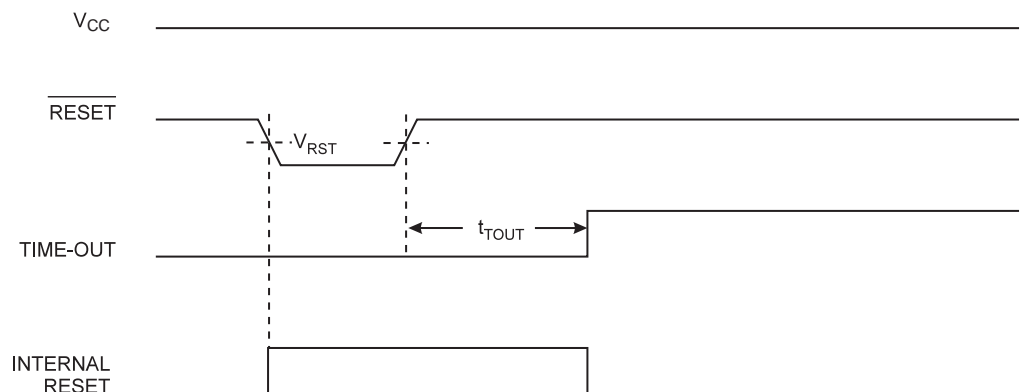 VCC
RESET
VRST
tTOUT
TIME-OUT
INTERNAL
RESET